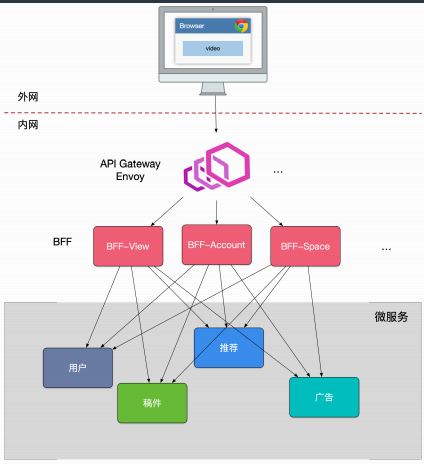 Browser
video
外网
内网
API Gateway
Envoy
...
BFF
BFF-View
BFF-Account
BFF-Space
...
微服务
推荐
用户
稿件
广告